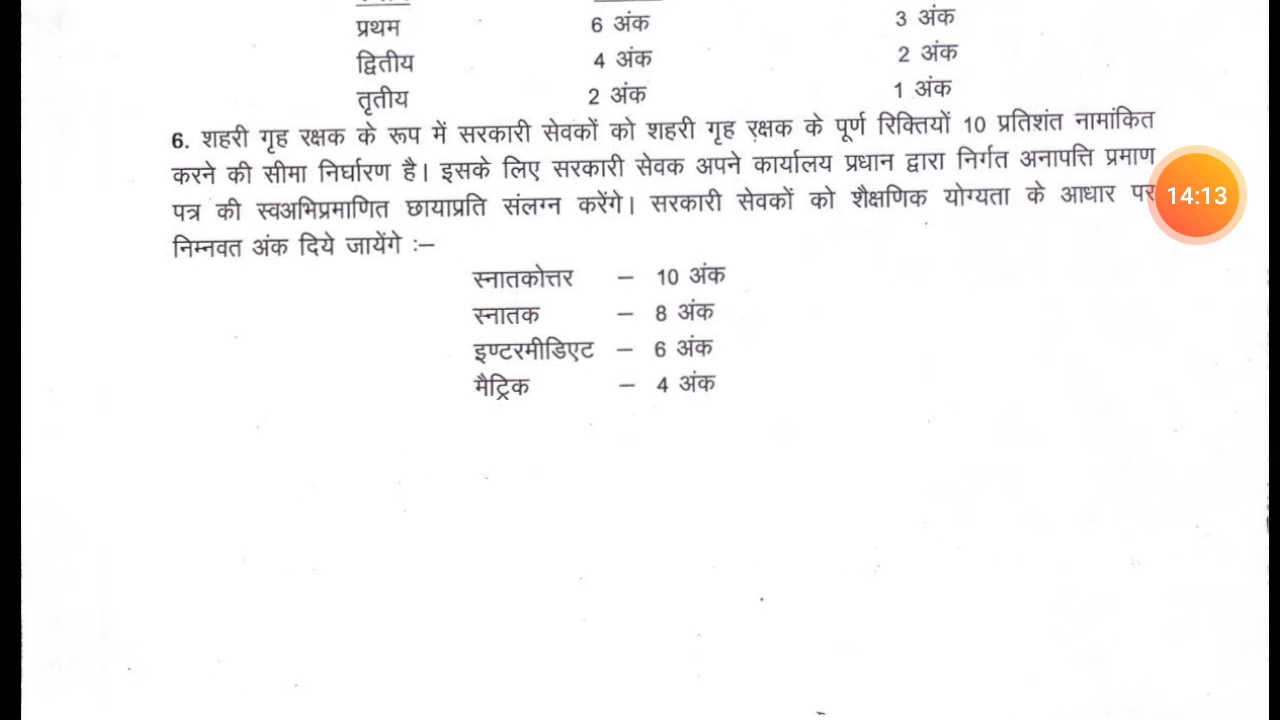 प्रथम 6 अंक 3 अंक
द्वितीय 4 अंक 2 अंक
तृतीय 2 अंक 1 अंक
6. शहरी गृह रक्षक के रूप में सरकारी सेवकों को शहरी गृह रक्षक के पूर्ण रिक्तियों 10 प्रतिशंत नामांकित
करने की सीमा निर्घारण है। इसके लिए सरकारी सेवक अपने कार्यालय प्रधान द्वारा निर्गत अनापत्ति प्रमाण
पत्र की स्वअभिप्रमाणित छायाप्रति संलग्न करेंगे। सरकारी सेवकों को शैक्षणिक योग्यता के आधार पर
निम्नवत अंक दिये जायेंगे :–
स्नातकोत्तर – 10 अंक
स्नातक – 8 अंक
इण्टरमीडिएट – 6 अंक
मैट्रिक – 4 अंक
14:13